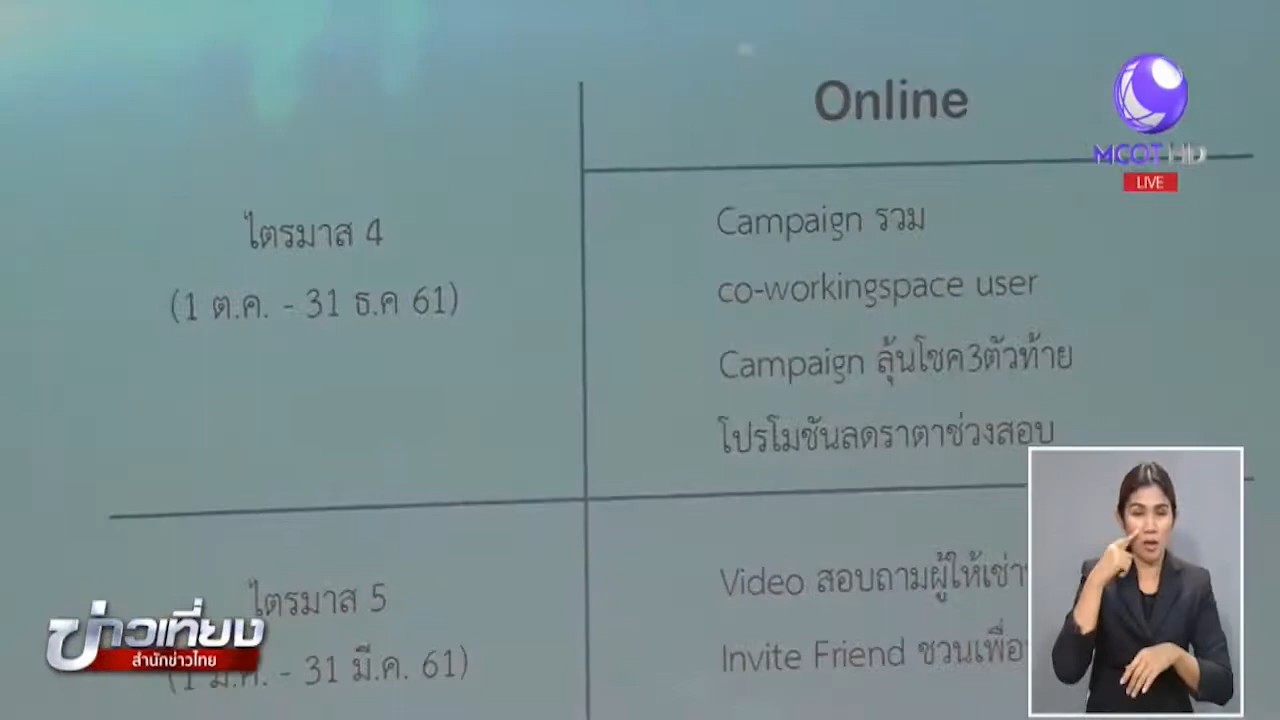 Online
MCOT HD
LIVE
ไตรมาส 4
(1 ต.ค. - 31 ธ.ค 61)
Campaign รวม
co-workingspace user
Campaign ลุ้นโชค3ตัวท้าย
โปรโมชันลดราตาช่วงสอบ
ไตรมาส 5
(1 ม.ค. - 31 มี.ค. 61)
Video สอบถามผู้ให้เช่า
Invite Friend ชวนเพื่อ
ข่าวเที่ยง
สำนักข่าวไทย